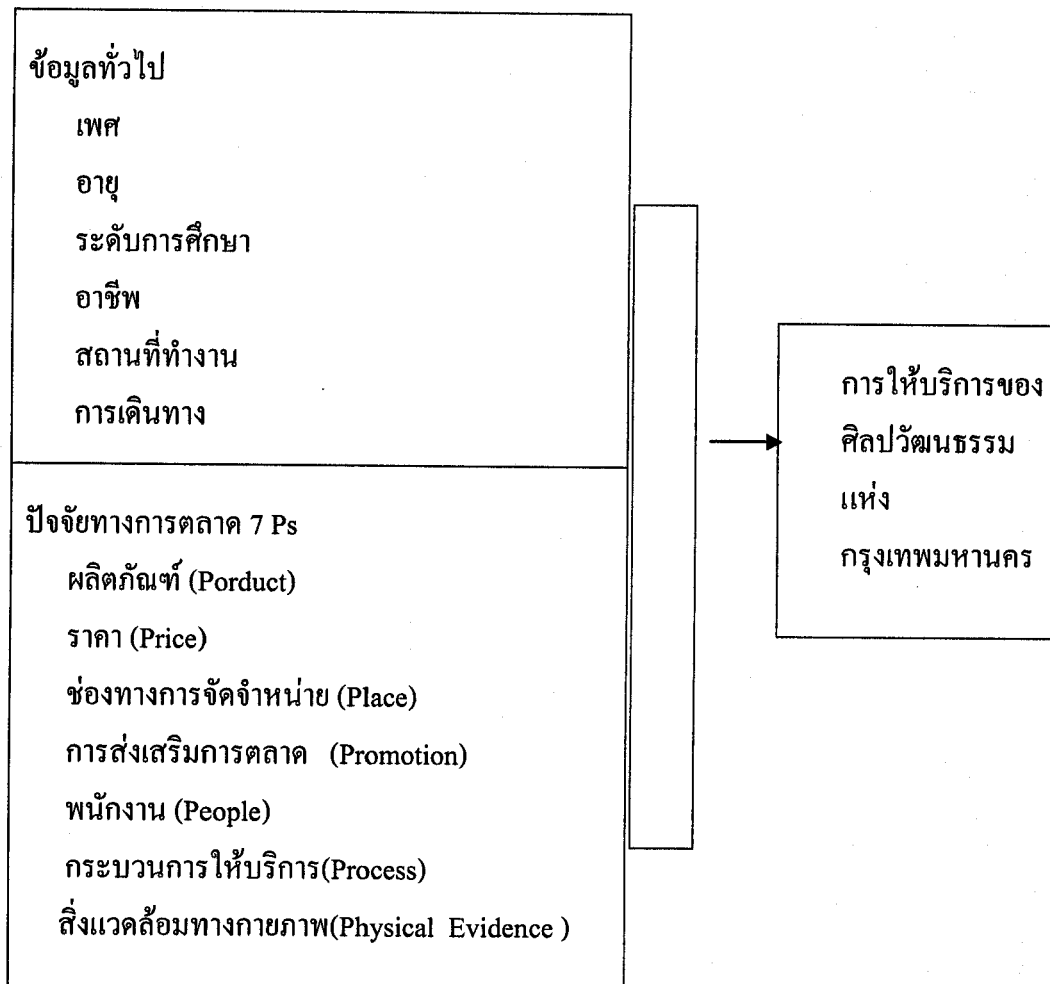 ข้อมูลทั่วไป
เพศ
อายุ
ระดับการศึกษา
อาชีพ
สถานที่ทำงาน
การเดินทาง
ปัจจัยทางการตลาด 7 Ps
ผลิตภัณฑ์ (Porduct)
ราคา (Price)
ช่องทางการจัดจำหน่าย (Place)
การส่งเสริมการตลาด (Promotion)
พนักงาน (People)
กระบวนการให้บริการ(Process)
สิ่งแวดล้อมทางกายภาพ(Physical Evidence )
การให้บริการของ
ศิลปวัฒนธรรม
แห่ง
กรุงเทพมหานคร